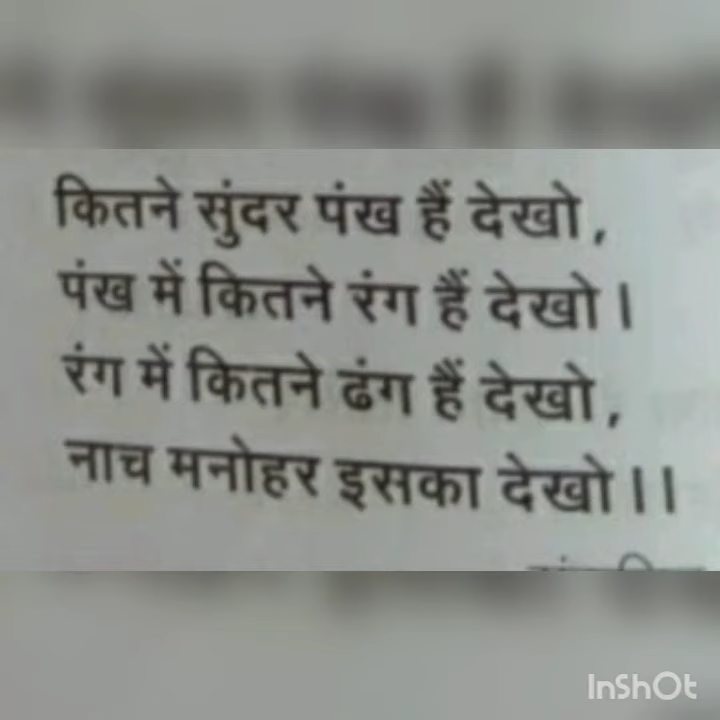 कितने सुंदर पंख हैं देखो,
पंख में कितने रंग हैं देखो।
रंग में कितने ढंग हैं देखो,
नाच मनोहर इसका देखो।।
InShOt